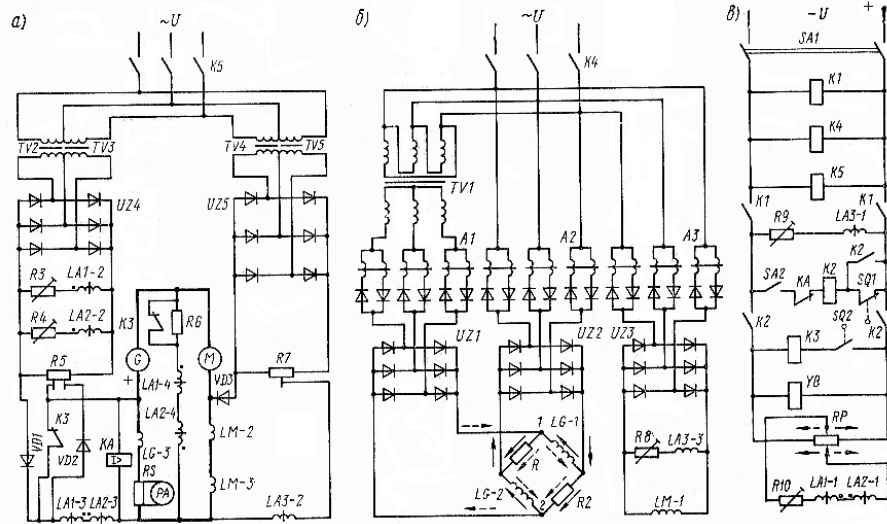 а)
~U
K5
TV2
TV3
TV4
TV5
UZ4
UZ5
R3
LA1-2
R4
LA2-2
K3
R6
G
+
M
R5
VD3
R7
LA1-4
K3
LA2-4
VD1
VD2
KA
I>
LG-3
LM-2
RS
PA
LM-3
LA1-3
LA2-3
LA3-2
б)
~U
K4
TV1
A1
A2
A3
UZ1
UZ2
UZ3
1
LG-1
R
R8
LA3-3
LG-2
2
R2
LM-1
в)
-U
+
SA1
K1
K4
K5
K1
K1
R9
LA3-1
K2
SA2
KA
K2
SQ1
SQ2
K2
K2
K3
YB
RP
R10
LA1-1
LA2-1